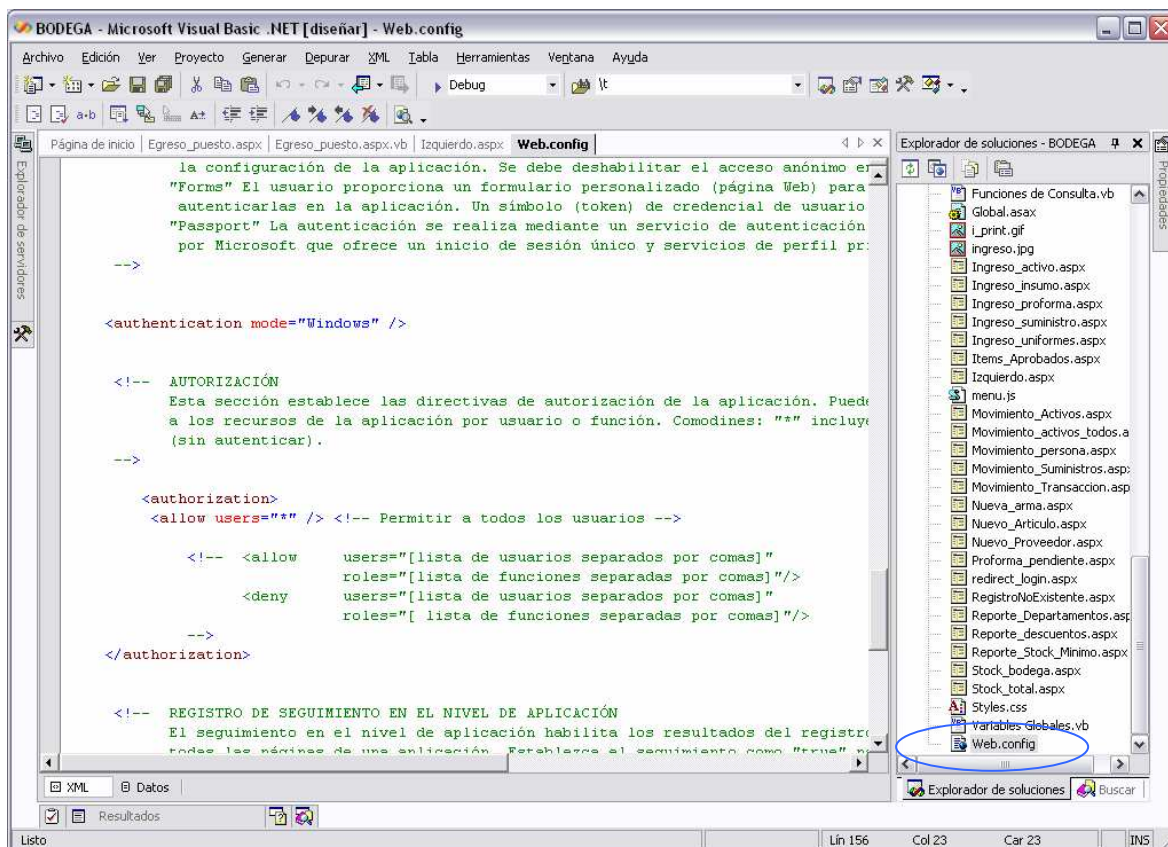 BODEGA - Microsoft Visual Basic .NET [diseñar] - Web.config
Archivo Edición Ver Proyecto Generar Depurar XML Tabla Herramientas Ventana Ayuda
Debug \t
Página de inicio Egreso_puesto.aspx Egreso_puesto.aspx.vb Izquierdo.aspx Web.config
Explorador de servidores
la configuración de la aplicación. Se debe deshabilitar el acceso anónimo en
"Forms" El usuario proporciona un formulario personalizado (página Web) para
autenticarlas en la aplicación. Un símbolo (token) de credencial de usuario
"Passport" La autenticación se realiza mediante un servicio de autenticación
por Microsoft que ofrece un inicio de sesión único y servicios de perfil pri
-->
<authentication mode="Windows" />
<!-- AUTORIZACIÓN
Esta sección establece las directivas de autorización de la aplicación. Puede
a los recursos de la aplicación por usuario o función. Comodines: "*" incluye
(sin autenticar).
-->
<authorization>
<allow users="*" /> <!-- Permitir a todos los usuarios -->
<!-- <allow users="[lista de usuarios separados por comas]"
roles="[lista de funciones separadas por comas]"/>
<deny users="[lista de usuarios separados por comas]"
roles="[ lista de funciones separadas por comas]"/>
-->
</authorization>
<!-- REGISTRO DE SEGUIMIENTO EN EL NIVEL DE APLICACIÓN
El seguimiento en el nivel de aplicación habilita los resultados del registro
todas las páginas de una aplicación. Establezca el seguimiento como "true"
XML Datos
Explorador de soluciones - BODEGA
Funciones de Consulta.vb
Global.asax
i_print.gif
ingreso.jpg
Ingreso_activo.aspx
Ingreso_insumo.aspx
Ingreso_proforma.aspx
Ingreso_suministro.aspx
Ingreso_uniformes.aspx
Items_Aprobados.aspx
Izquierdo.aspx
menu.js
Movimiento_Activos.aspx
Movimiento_activos_todos.a
Movimiento_persona.aspx
Movimiento_Suministros.asp
Movimiento_Transaccion.asp
Nueva_arma.aspx
Nuevo_Articulo.aspx
Nuevo_Proveedor.aspx
Proforma_pendiente.aspx
redirect_login.aspx
RegistroNoExistente.aspx
Reporte_Departamentos.asp
Reporte_descuentos.aspx
Reporte_Stock_Minimo.aspx
Stock_bodega.aspx
Stock_total.aspx
Styles.css
Variables Globales.vb
Web.config
Explorador de soluciones Buscar
Propiedades
Resultados
Listo Lín 156 Col 23 Car 23 INS